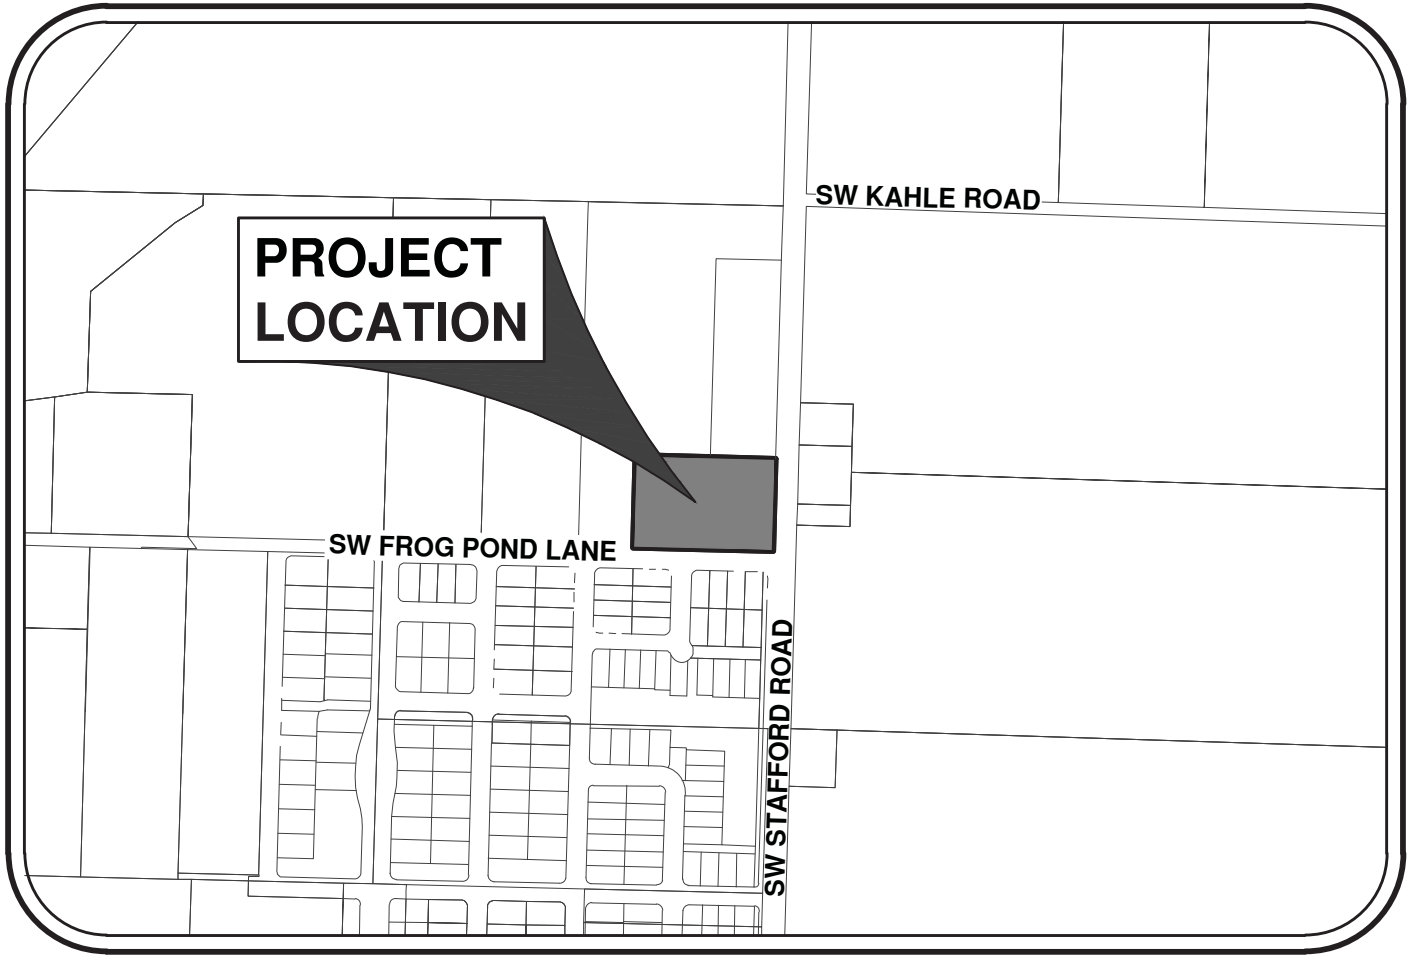 SW KAHLE ROAD
PROJECT
LOCATION
SW FROG POND LANE
SW STAFFORD ROAD